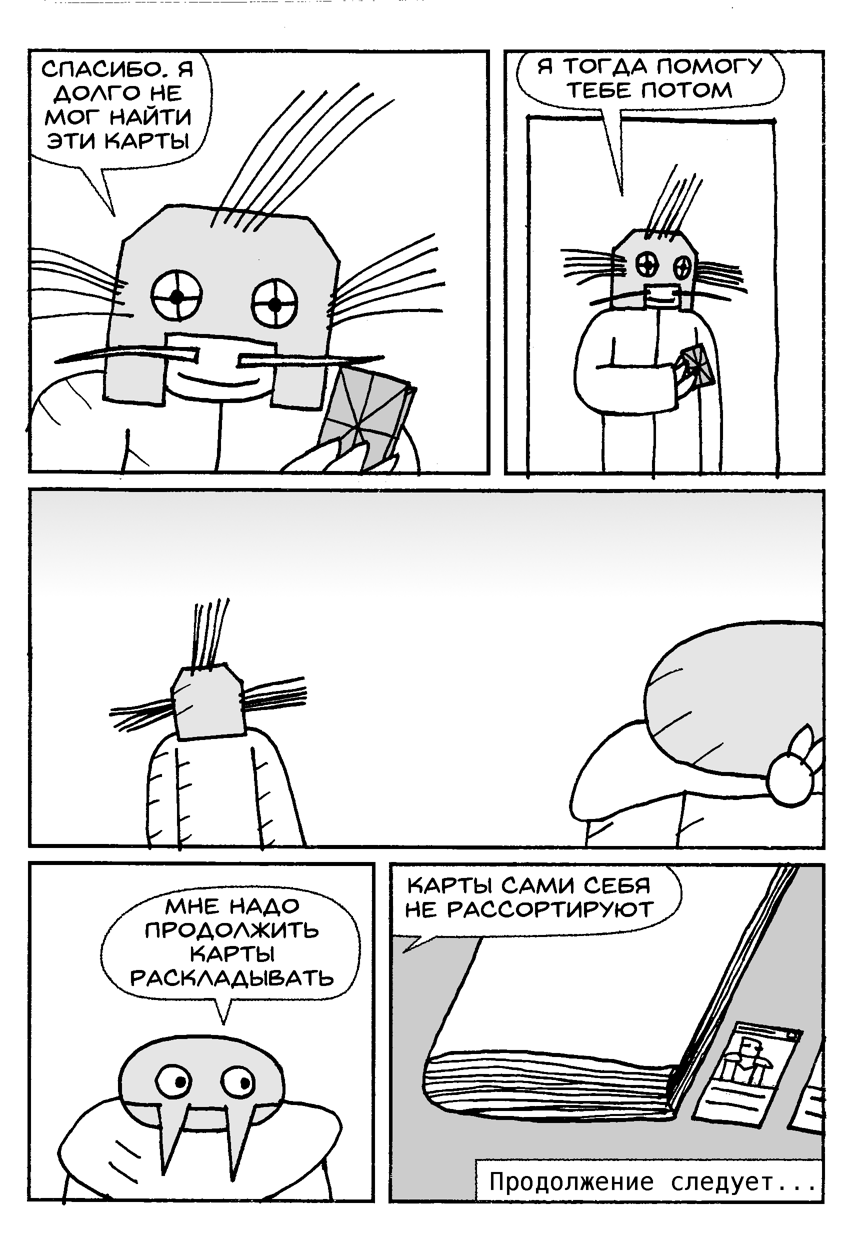 СПАСИБО. Я
ДОЛГО НЕ
МОГ НАЙТИ
ЭТИ КАРТЫ
Я ТОГДА ПОМОГУ
ТЕБЕ ПОТОМ
МНЕ НАДО
ПРОДОЛЖИТЬ
КАРТЫ
РАСКЛАДЫВАТЬ
КАРТЫ САМИ СЕБЯ
НЕ РАССОРТИРУЮТ
Продолжение следует...